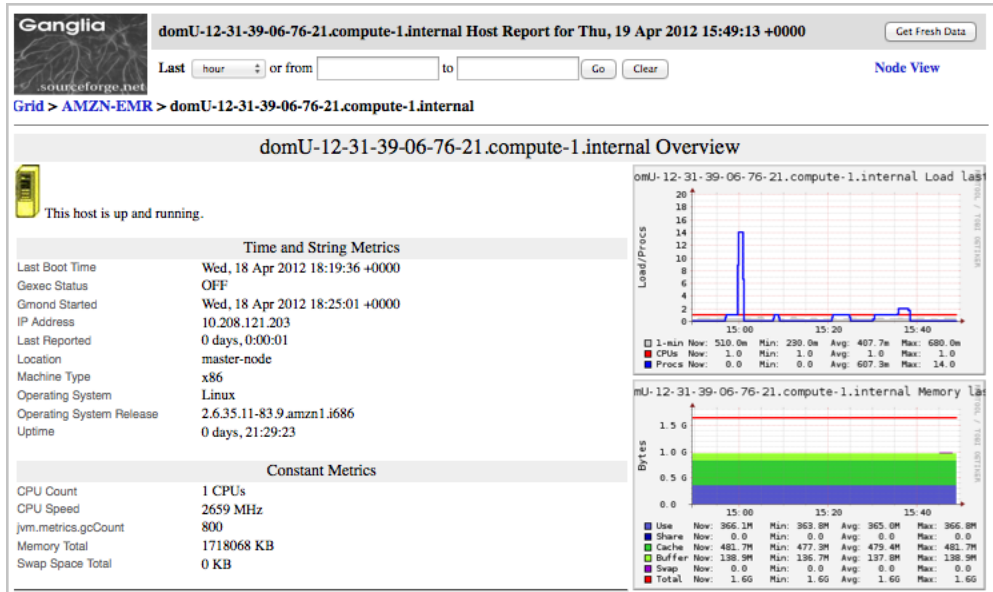 Ganglia
.sourceforge.net
domU-12-31-39-06-76-21.compute-1.internal Host Report for Thu, 19 Apr 2012 15:49:13 +0000
Get Fresh Data
Last hour or from to Go Clear
Node View
Grid > AMZN-EMR > domU-12-31-39-06-76-21.compute-1.internal
domU-12-31-39-06-76-21.compute-1.internal Overview
This host is up and running.
Time and String Metrics
Last Boot Time Wed, 18 Apr 2012 18:19:36 +0000
Gexec Status OFF
Gmond Started Wed, 18 Apr 2012 18:25:01 +0000
IP Address 10.208.121.203
Last Reported 0 days, 0:00:01
Location master-node
Machine Type x86
Operating System Linux
Operating System Release 2.6.35.11-83.9.amzn1.i686
Uptime 0 days, 21:29:23
Constant Metrics
CPU Count 1 CPUs
CPU Speed 2659 MHz
jvm.metrics.gcCount 800
Memory Total 1718068 KB
Swap Space Total 0 KB
omU-12-31-39-06-76-21.compute-1.internal Load last
RRDTOOL / TOBI OETIKER
Load/Procs
20
18
16
14
12
10
8
6
4
2
0
15:00 15:20 15:40
1-min Now: 510.0m Min: 230.0m Avg: 407.7m Max: 680.0m
CPUs Now: 1.0 Min: 1.0 Avg: 1.0 Max: 1.0
Procs Now: 0.0 Min: 0.0 Avg: 607.3m Max: 14.0
mU-12-31-39-06-76-21.compute-1.internal Memory las
RRDTOOL / TOBI OETIKER
Bytes
1.5 G
1.0 G
0.5 G
0.0
15:00 15:20 15:40
Use Now: 366.1M Min: 363.8M Avg: 365.0M Max: 366.8M
Share Now: 0.0 Min: 0.0 Avg: 0.0 Max: 0.0
Cache Now: 481.7M Min: 477.3M Avg: 479.4M Max: 481.7M
Buffer Now: 138.9M Min: 136.7M Avg: 137.8M Max: 138.9M
Swap Now: 0.0 Min: 0.0 Avg: 0.0 Max: 0.0
Total Now: 1.6G Min: 1.6G Avg: 1.6G Max: 1.6G